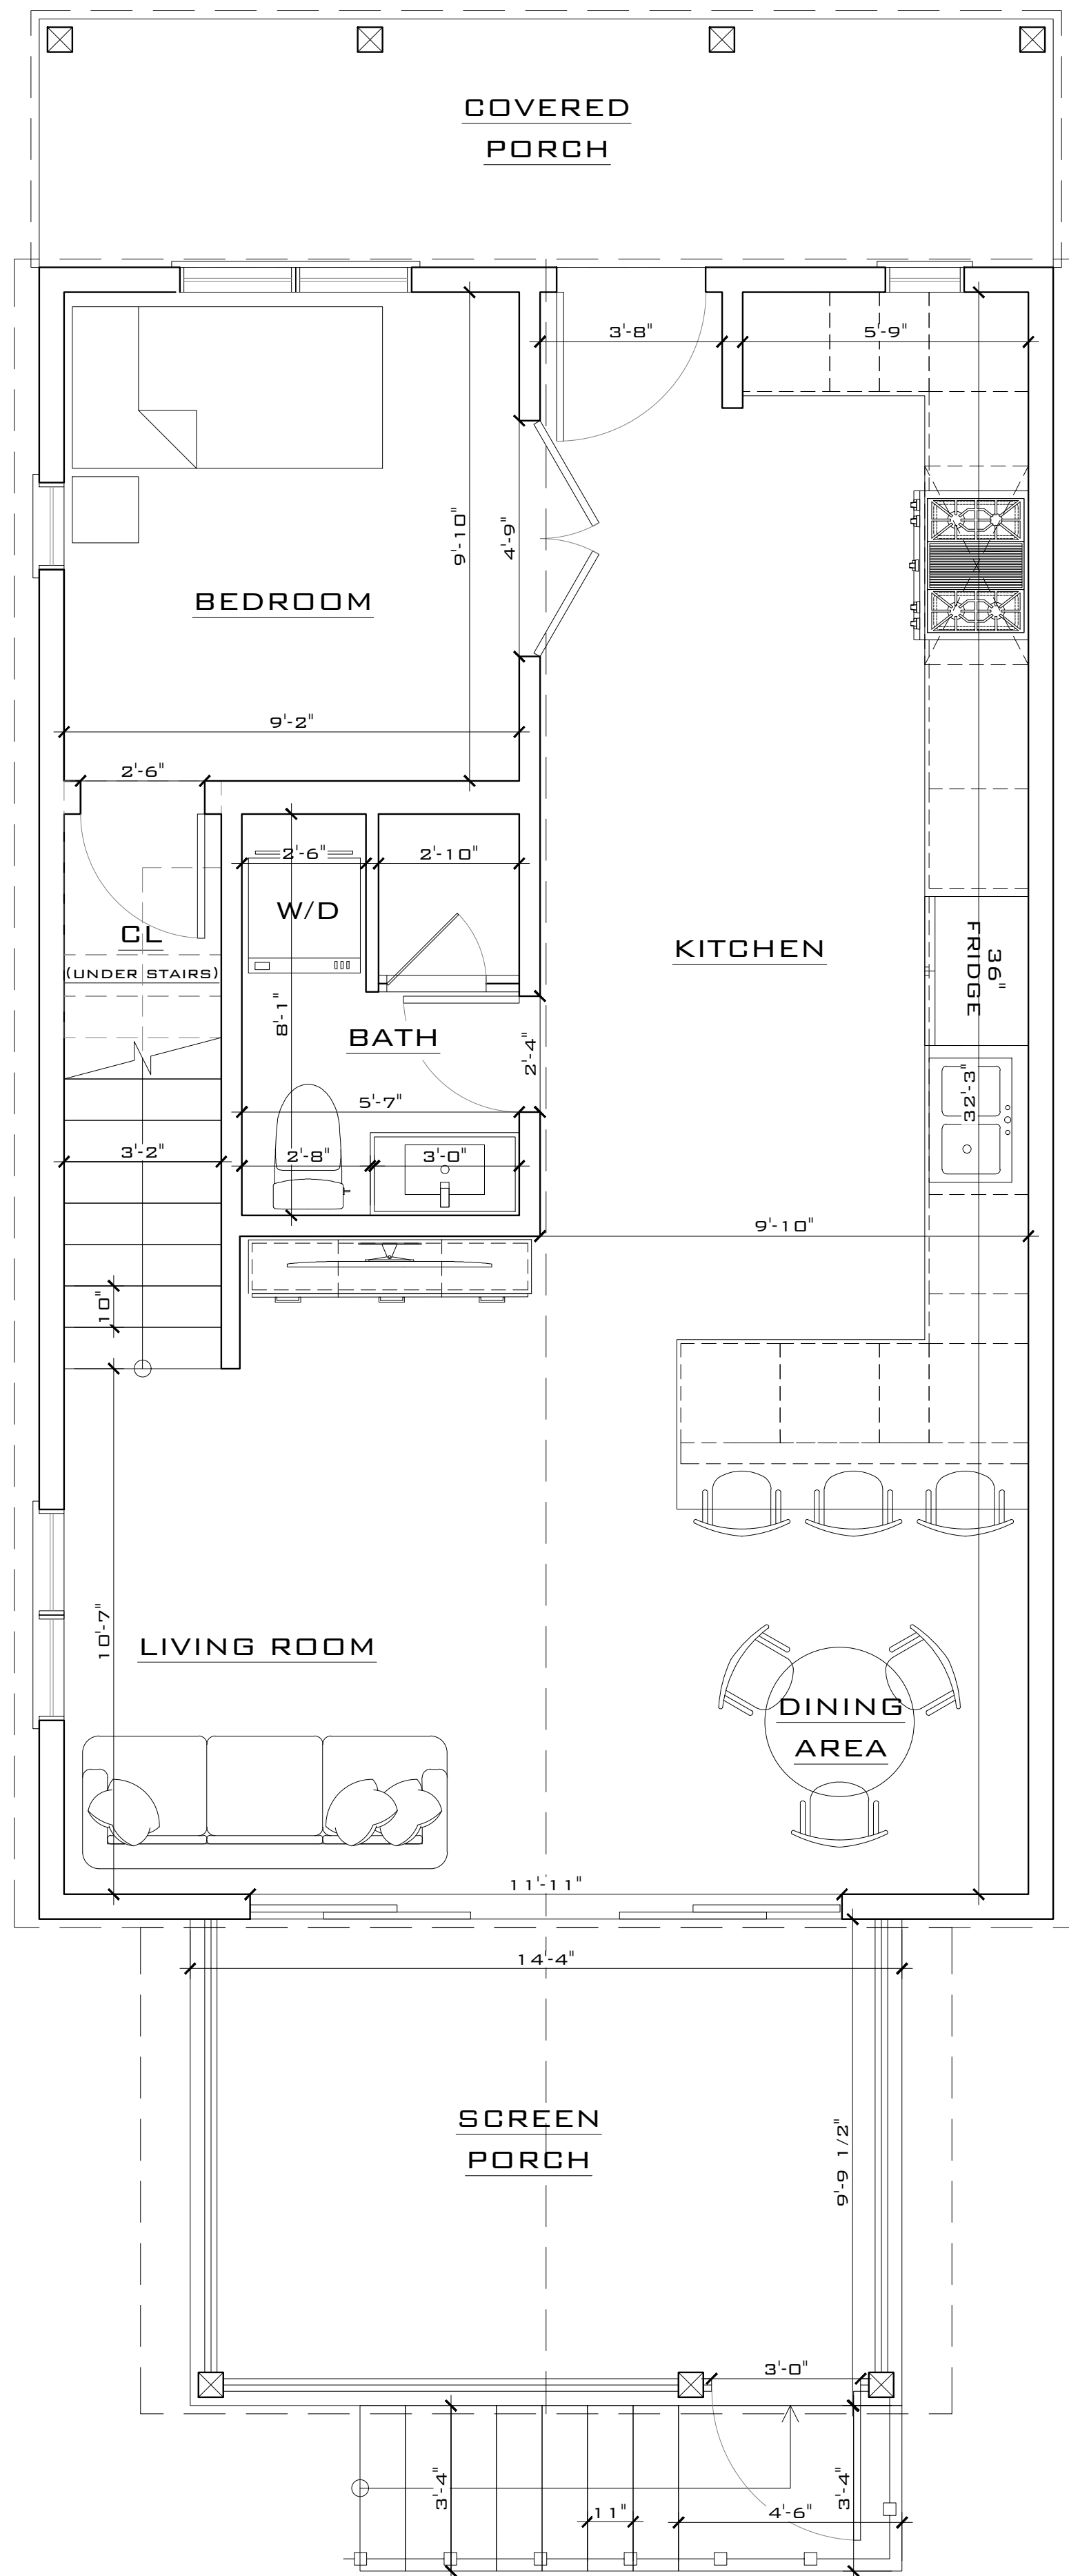 COVERED
PORCH
3'-8"
5'-9"
9'-10"
4'-9"
BEDROOM
9'-2"
2'-6"
2'-6"
2'-10"
W/D
CL
(UNDER STAIRS)
KITCHEN
36"
FRIDGE
8'-1"
BATH
2'-4"
32'-3"
5'-7"
3'-2"
2'-8"
3'-0"
9'-10"
10"
10'-7"
LIVING ROOM
DINING
AREA
11'-11"
14'-4"
SCREEN
PORCH
9'-9 1/2"
3'-0"
3'-4"
11"
4'-6"
3'-4"